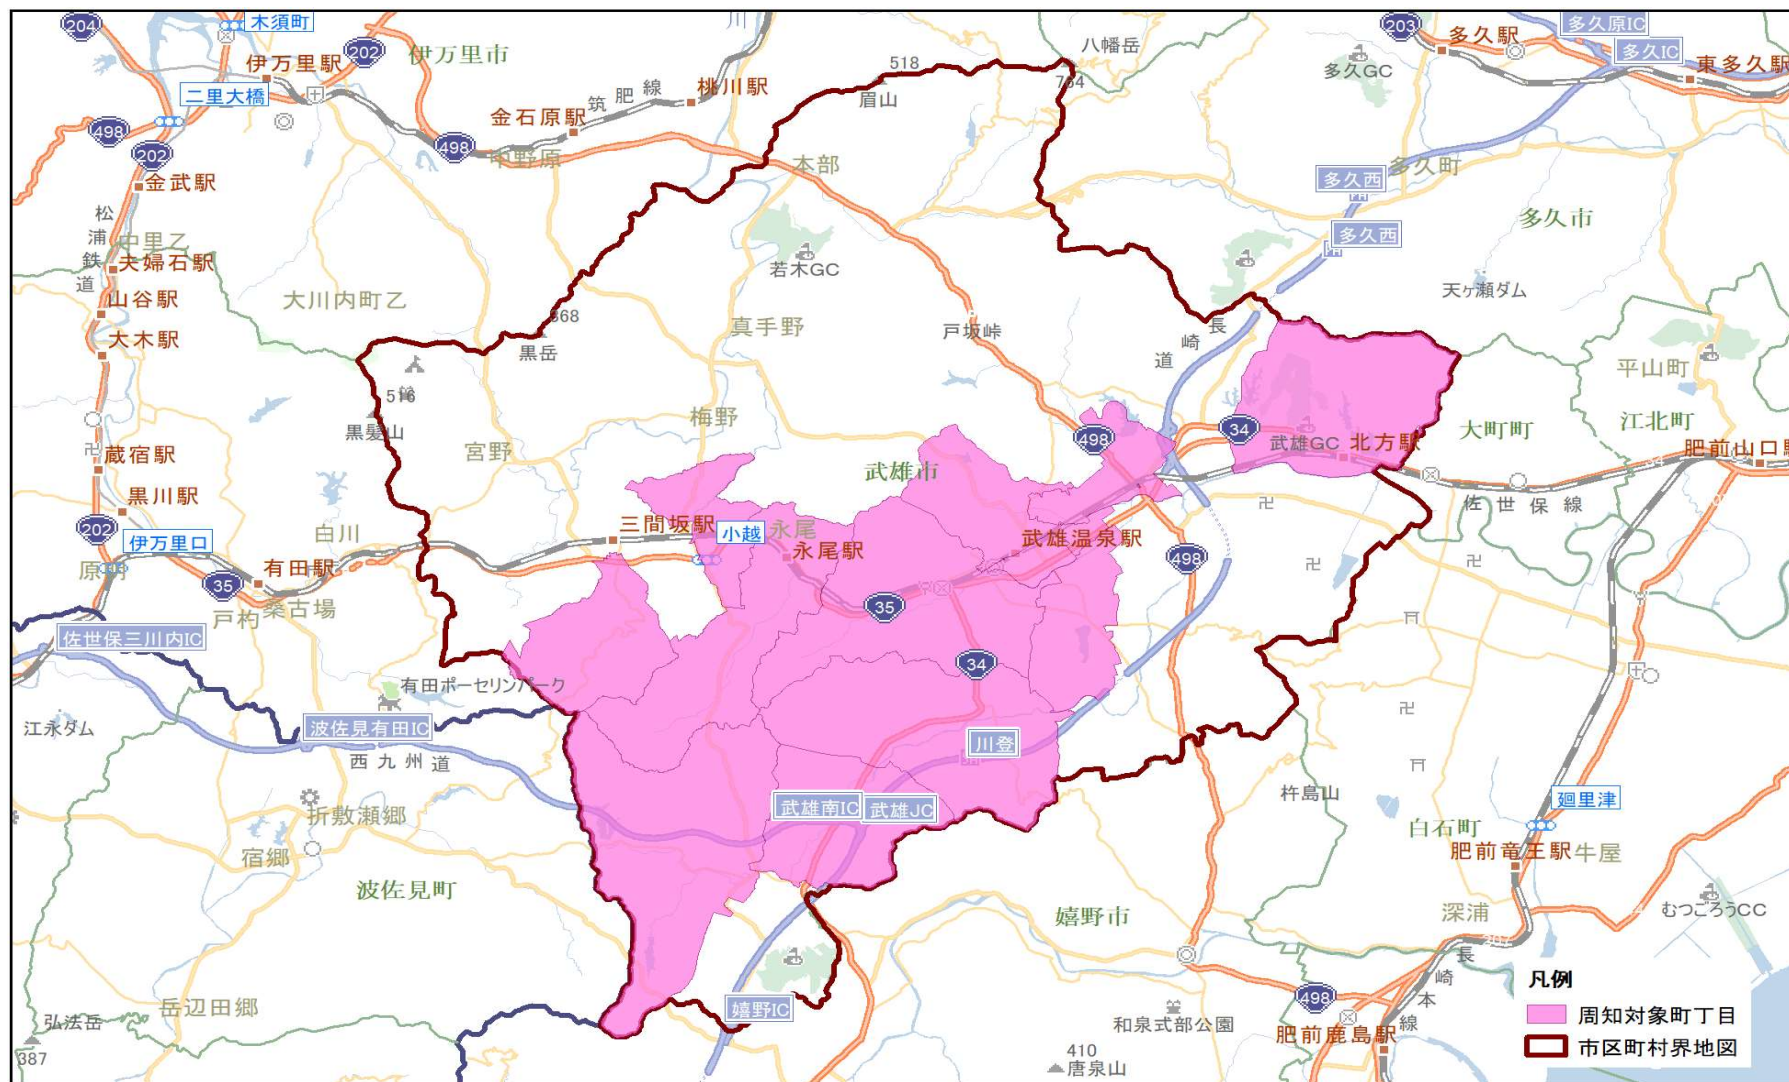 204
木須町
202
伊万里市
川
518
八幡岳
203
多久駅
多久原IC
多久IC
東多久駅
伊万里駅
二里大橋
桃川駅
筑肥線
眉山
多久GC
498
金石原駅
498
202
中野原
本部
多久西
多久町
金武駅
多久市
多久西
松浦鉄道
中里乙
夫婦石駅
若木GC
天ヶ瀬ダム
山谷駅
大川内町乙
368
真手野
戸坂峠
長崎道
大木駅
黒岳
平山町
516
黒髪山
梅野
498
34
武雄GC
北方駅
大町町
江北町
肥前山口駅
34
蔵宿駅
宮野
武雄市
黒川駅
佐世保線
202
伊万里口
白川
三間坂駅
小越
永尾
永尾駅
武雄温泉駅
498
原明
有田駅
35
桑古場
戸杓
35
佐世保三川内IC
34
有田ポーセリンパーク
江永ダム
波佐見有田IC
西九州道
川登
折敷瀬郷
武雄南IC
武雄JC
杵島山
廻里津
宿郷
白石町
肥前竜王駅
牛屋
波佐見町
嬉野市
深浦
むつごろうCC
207
長崎本線
岳辺田郷
嬉野IC
和泉式部公園
498
肥前鹿島駅
弘法岳
387
410
唐泉山
凡例
周知対象町丁目
市区町村界地図